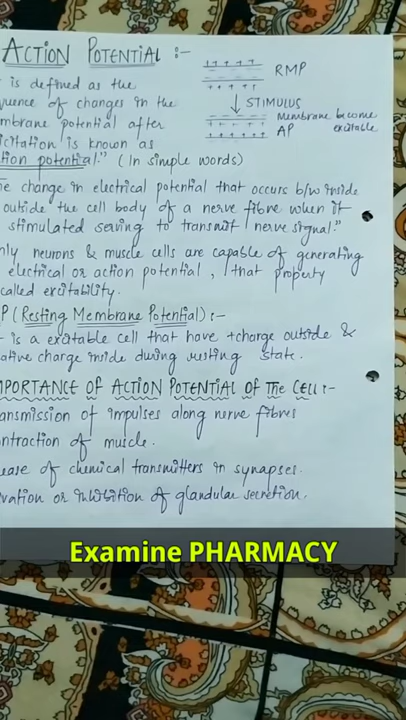 ACTION POTENTIAL :-
is defined as the
quence of changes in the
mbrane potential after
citation is known as
tion potential." (In simple words)
RMP
STIMULUS
Membrane become
excitable
AP
e change in electrical potential that occurs b/w inside
outside the cell body of a nerve fibre when it
stimulated serving to transmit nerve signal."
nly neurons & muscle cells are capable of generating
electrical or action potential, that property
called excitability.
P (Resting Membrane Potential) :-
is a excitable cell that have +charge outside &
ative charge inside during resting state.
MPORTANCE OF ACTION POTENTIAL OF THE CELL :-
ansmission of impulses along nerve fibres
ntraction of muscle.
ease of chemical transmitters in synapses.
vation or inhibition of glandular secretion.
Examine PHARMACY